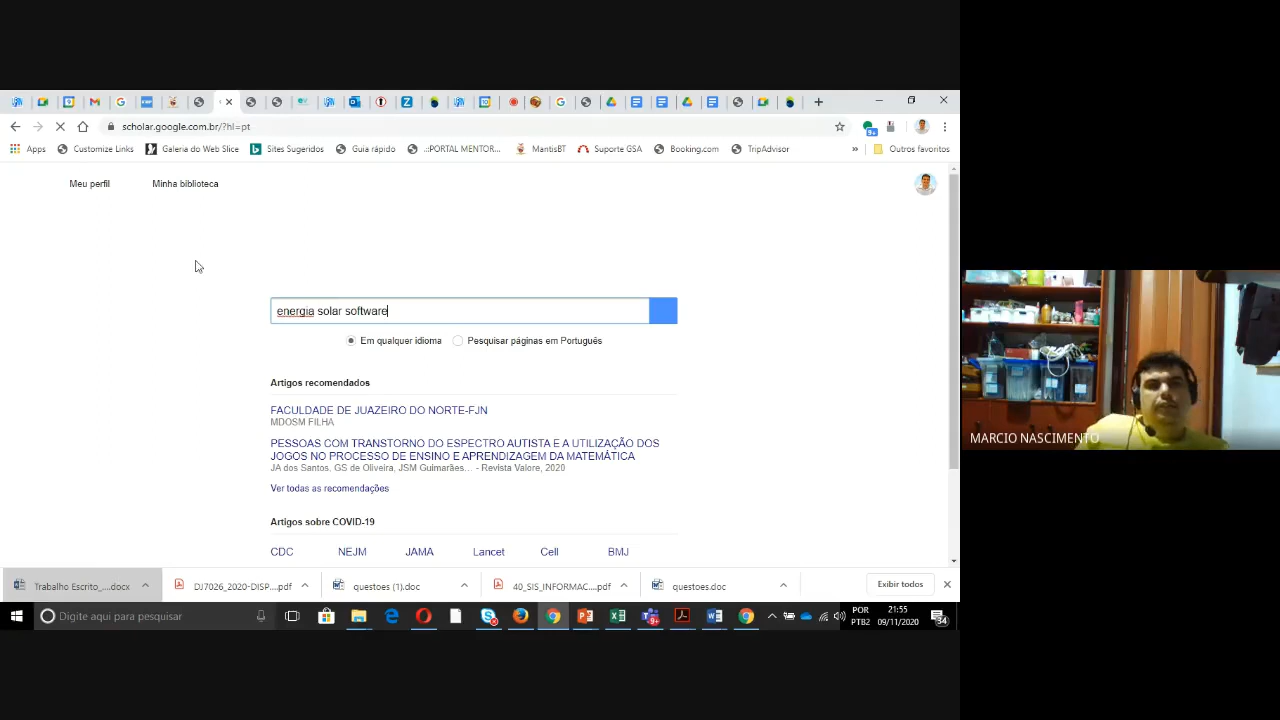 scholar.google.com.br/?hl=pt
Apps
Customize Links
Galeria do Web Slice
Sites Sugeridos
Guia rápido
.::PORTAL MENTOR...
MantisBT
Suporte GSA
Booking.com
TripAdvisor
»
Outros favoritos
Meu perfil
Minha biblioteca
energia solar software
Em qualquer idioma
Pesquisar páginas em Português
Artigos recomendados
FACULDADE DE JUAZEIRO DO NORTE-FJN
MDOSM FILHA
PESSOAS COM TRANSTORNO DO ESPECTRO AUTISTA E A UTILIZAÇÃO DOS
JOGOS NO PROCESSO DE ENSINO E APRENDIZAGEM DA MATEMÁTICA
JA dos Santos, GS de Oliveira, JSM Guimarães... - Revista Valore, 2020
Ver todas as recomendações
Artigos sobre COVID-19
CDC
NEJM
JAMA
Lancet
Cell
BMJ
Trabalho Escrito_....docx
DJ7026_2020-DISP....pdf
questoes (1).doc
40_SIS_INFORMAC....pdf
questoes.doc
Exibir todos
Digite aqui para pesquisar
POR
PTB2
21:55
09/11/2020
34
MARCIO NASCIMENTO